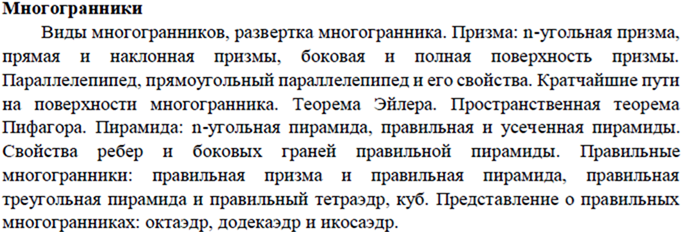 Многогранники
Виды многогранников, развертка многогранника. Призма: n-угольная призма,
прямая и наклонная призмы, боковая и полная поверхность призмы.
Параллелепипед, прямоугольный параллелепипед и его свойства. Кратчайшие пути
на поверхности многогранника. Теорема Эйлера. Пространственная теорема
Пифагора. Пирамида: n-угольная пирамида, правильная и усеченная пирамиды.
Свойства ребер и боковых граней правильной пирамиды. Правильные
многогранники: правильная призма и правильная пирамида, правильная
треугольная пирамида и правильный тетраэдр, куб. Представление о правильных
многогранниках: октаэдр, додекаэдр и икосаэдр.